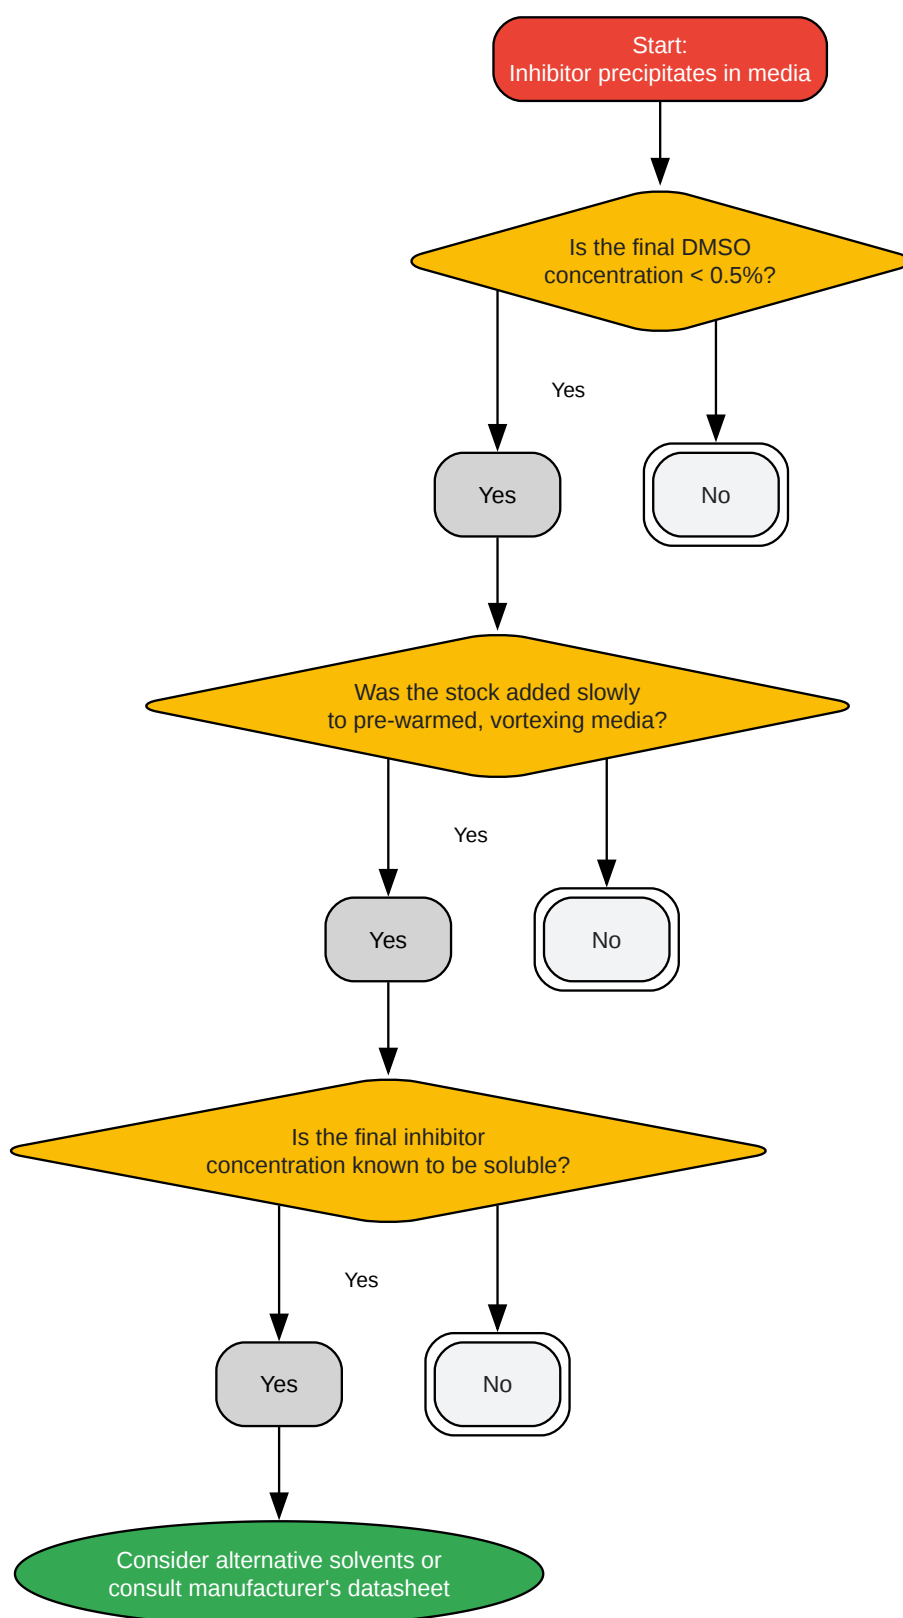 Start:
Inhibitor precipitates in media
Is the final DMSO
concentration < 0.5%?
Yes
Yes
No
Was the stock added slowly
to pre-warmed, vortexing media?
Yes
Yes
No
Is the final inhibitor
concentration known to be soluble?
Yes
Yes
No
Consider alternative solvents or
consult manufacturer's datasheet